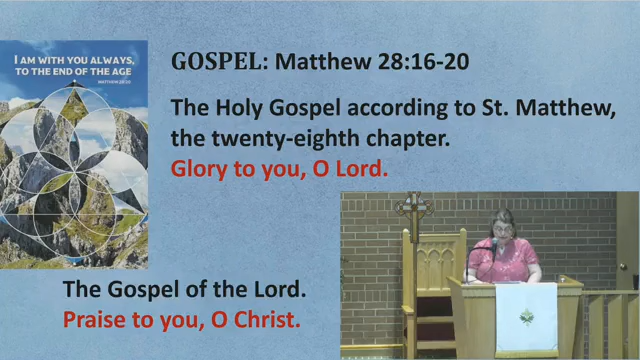 I AM WITH YOU ALWAYS,
TO THE END OF THE AGE
MATTHEW 28:20
GOSPEL: Matthew 28:16-20
The Holy Gospel according to St. Matthew,
the twenty-eighth chapter.
Glory to you, O Lord.
The Gospel of the Lord.
Praise to you, O Christ.